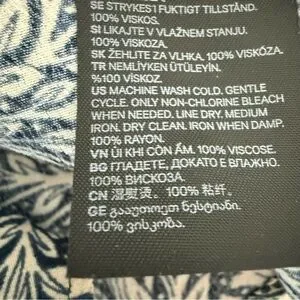 SE STRYKES I FUKTIGT TILLSTÅND.
100% VISKOS.
SI LIKAJTE V VLAŽNEM STANJU.
100% VISKOZA.
SK ŽEHLITE ZA VLHKA. 100% VISKÓZA.
TR NEMLİYKEN ÜTÜLEYİN.
%100 VİSKOZ.
US MACHINE WASH COLD. GENTLE
CYCLE. ONLY NON-CHLORINE BLEACH
WHEN NEEDED. LINE DRY. MEDIUM
IRON. DRY CLEAN. IRON WHEN DAMP.
100% RAYON.
VN ỦI KHI CÒN ẨM. 100% VISCOSE.
BG ГЛАДЕТЕ, ДОКАТО Е ВЛАЖНО.
100% ВИСКОЗА.
CN 湿熨烫。100% 粘纤。
GE გააუთოეთ ნესტიანი.
100% ვისკოზა.